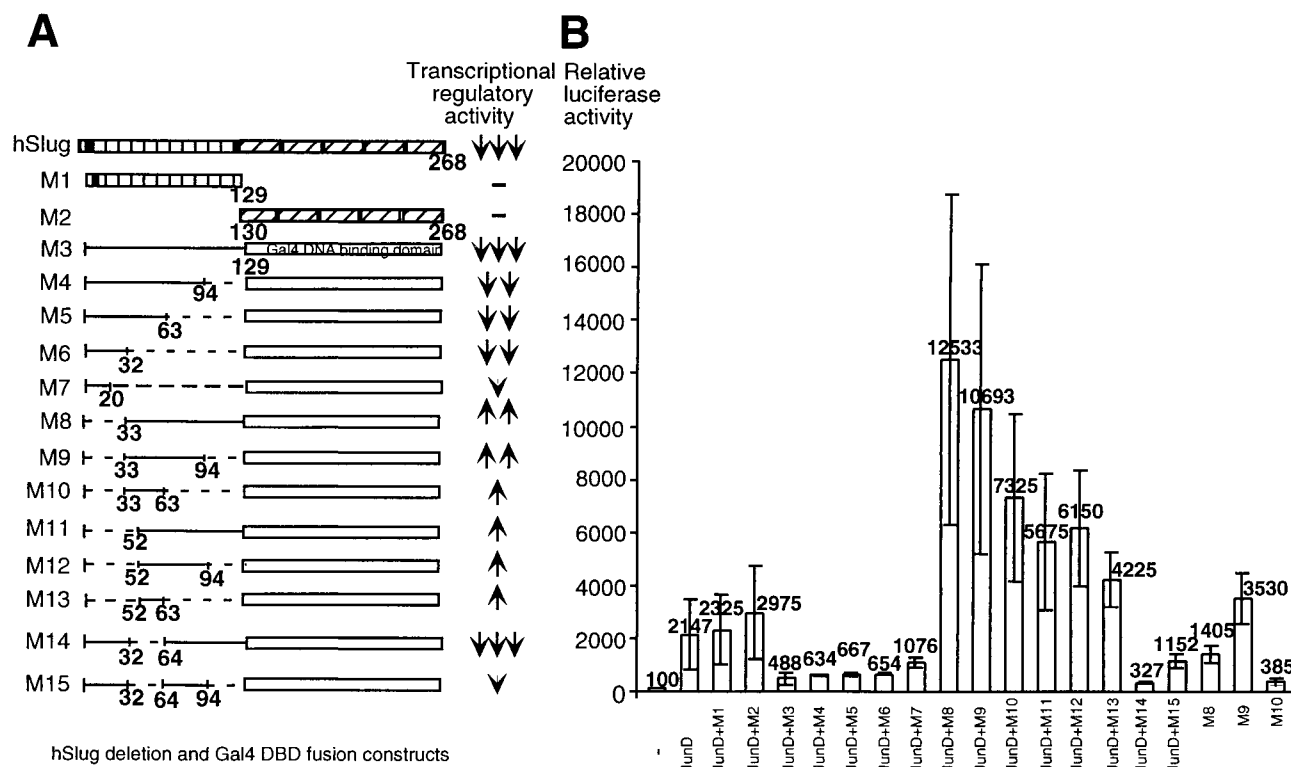 A
B
Transcriptional
regulatory
activity
Relative
luciferase
activity
hSlug
268
M1
129
M2
130
268
M3
Gal4 DNA binding domain
129
M4
94
M5
63
M6
32
M7
20
M8
33
M9
33
94
M10
33
63
M11
52
M12
52
94
M13
52
63
M14
32
64
M15
32
64
94
hSlug deletion and Gal4 DBD fusion constructs
20000
18000
16000
14000
12000
10000
8000
6000
4000
2000
0
100
2147
2325
2975
488
634
667
654
1076
12533
10693
7325
5675
6150
4225
327
1152
1405
3530
385
-
JunD
JunD+M1
JunD+M2
JunD+M3
JunD+M4
JunD+M5
JunD+M6
JunD+M7
JunD+M8
JunD+M9
JunD+M10
JunD+M11
JunD+M12
JunD+M13
JunD+M14
JunD+M15
M8
M9
M10